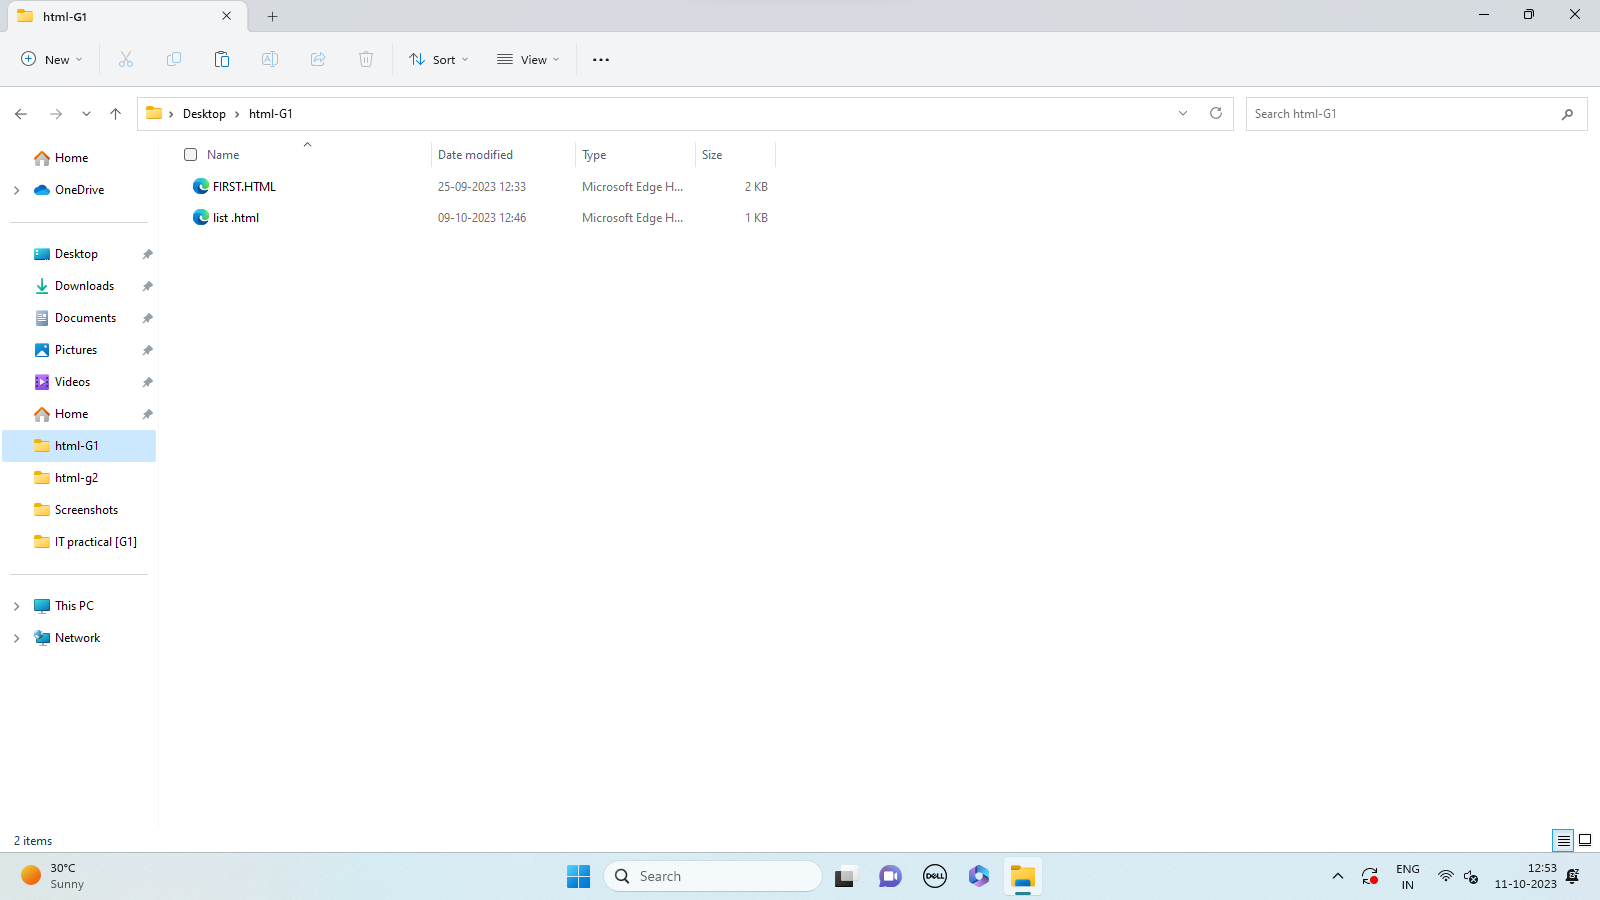 html-G1
New
Sort
View
Desktop
html-G1
Search html-G1
Home
OneDrive
Desktop
Downloads
Documents
Pictures
Videos
Home
html-G1
html-g2
Screenshots
IT practical [G1]
This PC
Network
Name Date modified Type Size
FIRST.HTML 25-09-2023 12:33 Microsoft Edge H... 2 KB
list .html 09-10-2023 12:46 Microsoft Edge H... 1 KB
2 items
30°C
Sunny
Search
DELL
ENG
IN
12:53
11-10-2023